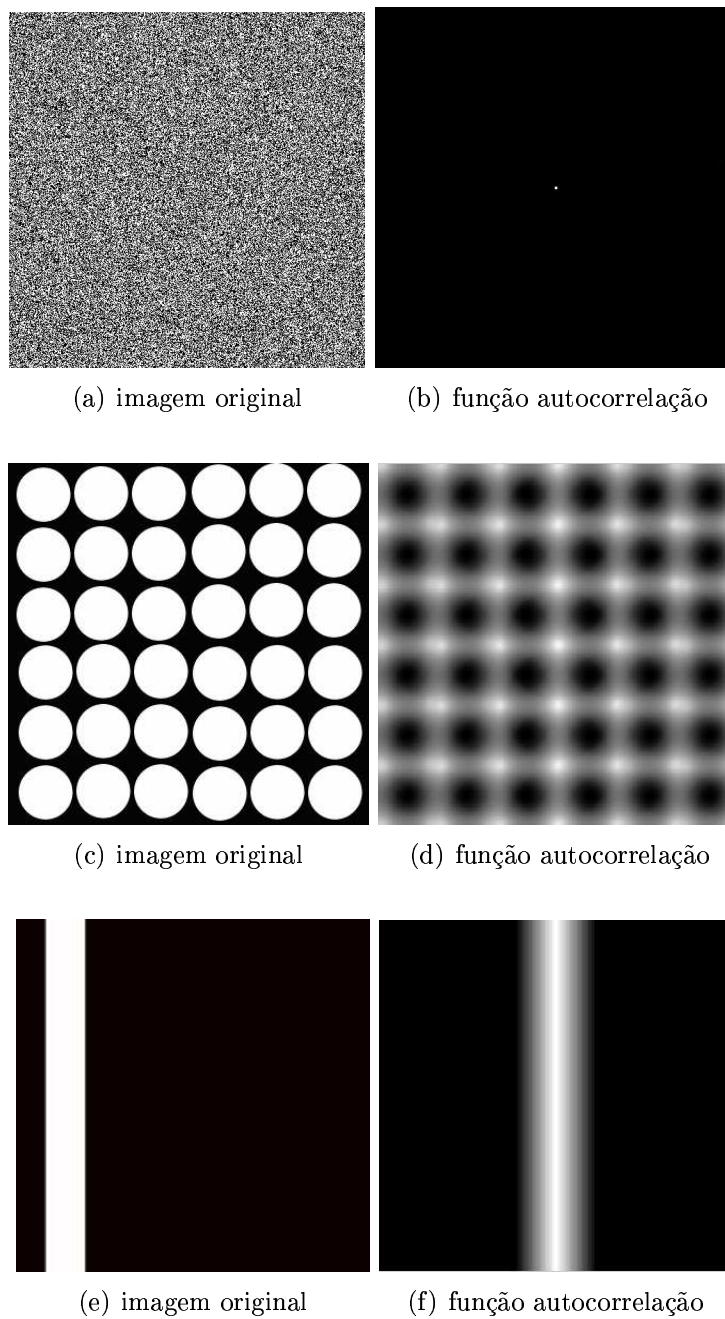 (a) imagem original
(b) função autocorrelação
(c) imagem original
(d) função autocorrelação
(e) imagem original
(f) função autocorrelação